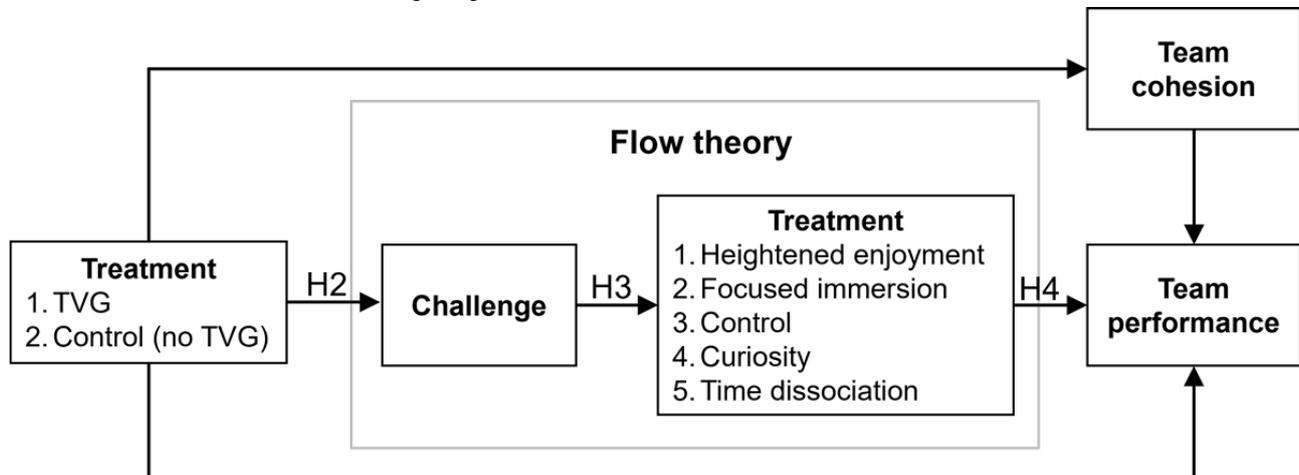 Team
cohesion
Flow theory
Treatment
1. TVG
2. Control (no TVG)
H2
Challenge
H3
Treatment
1. Heightened enjoyment
2. Focused immersion
3. Control
4. Curiosity
5. Time dissociation
H4
Team
performance